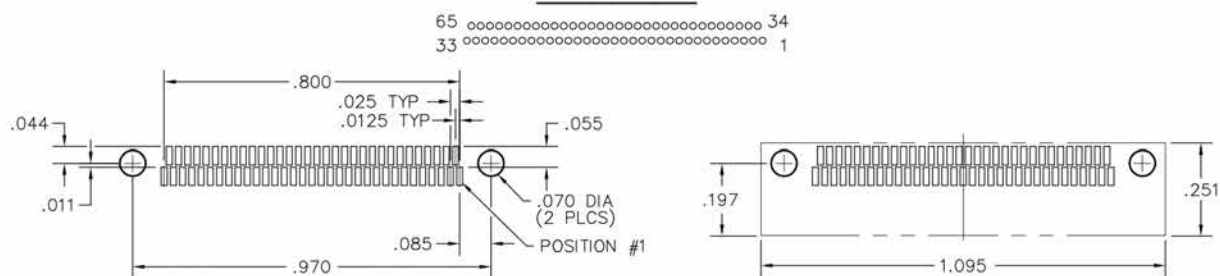 65 34
33 1
.800
.025 TYP
.0125 TYP
.044
.055
.011
.070 DIA
(2 PLCS)
.085
POSITION #1
.970
.197
.251
1.095